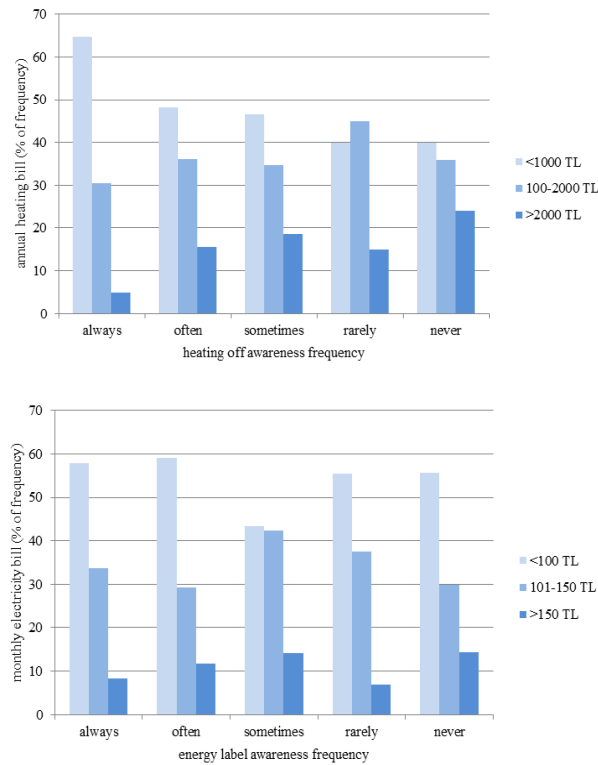 70
60
50
40
30
20
10
0
annual heating bill (% of frequency)
always often sometimes rarely never
heating off awareness frequency
<1000 TL
100-2000 TL
>2000 TL
70
60
50
40
30
20
10
0
monthly electricity bill (% of frequency)
always often sometimes rarely never
energy label awareness frequency
<100 TL
101-150 TL
>150 TL